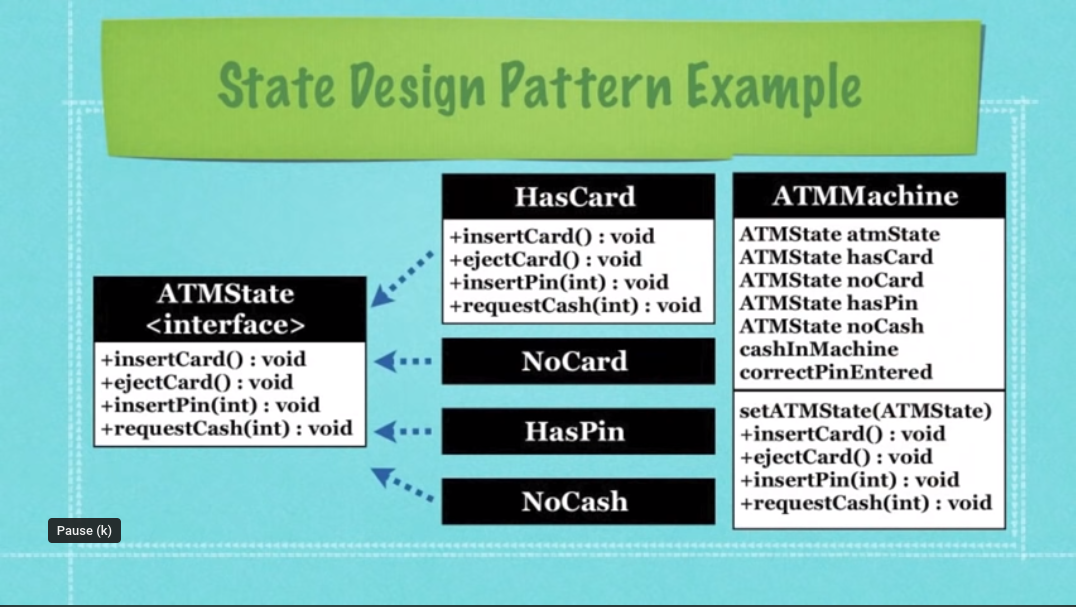 State Design Pattern Example
ATMState
<interface>
+insertCard() : void
+ejectCard() : void
+insertPin(int) : void
+requestCash(int) : void
HasCard
+insertCard() : void
+ejectCard() : void
+insertPin(int) : void
+requestCash(int) : void
NoCard
HasPin
NoCash
ATMMachine
ATMState atmState
ATMState hasCard
ATMState noCard
ATMState hasPin
ATMState noCash
cashInMachine
correctPinEntered
setATMState(ATMState)
+insertCard() : void
+ejectCard() : void
+insertPin(int) : void
+requestCash(int) : void
Pause (k)